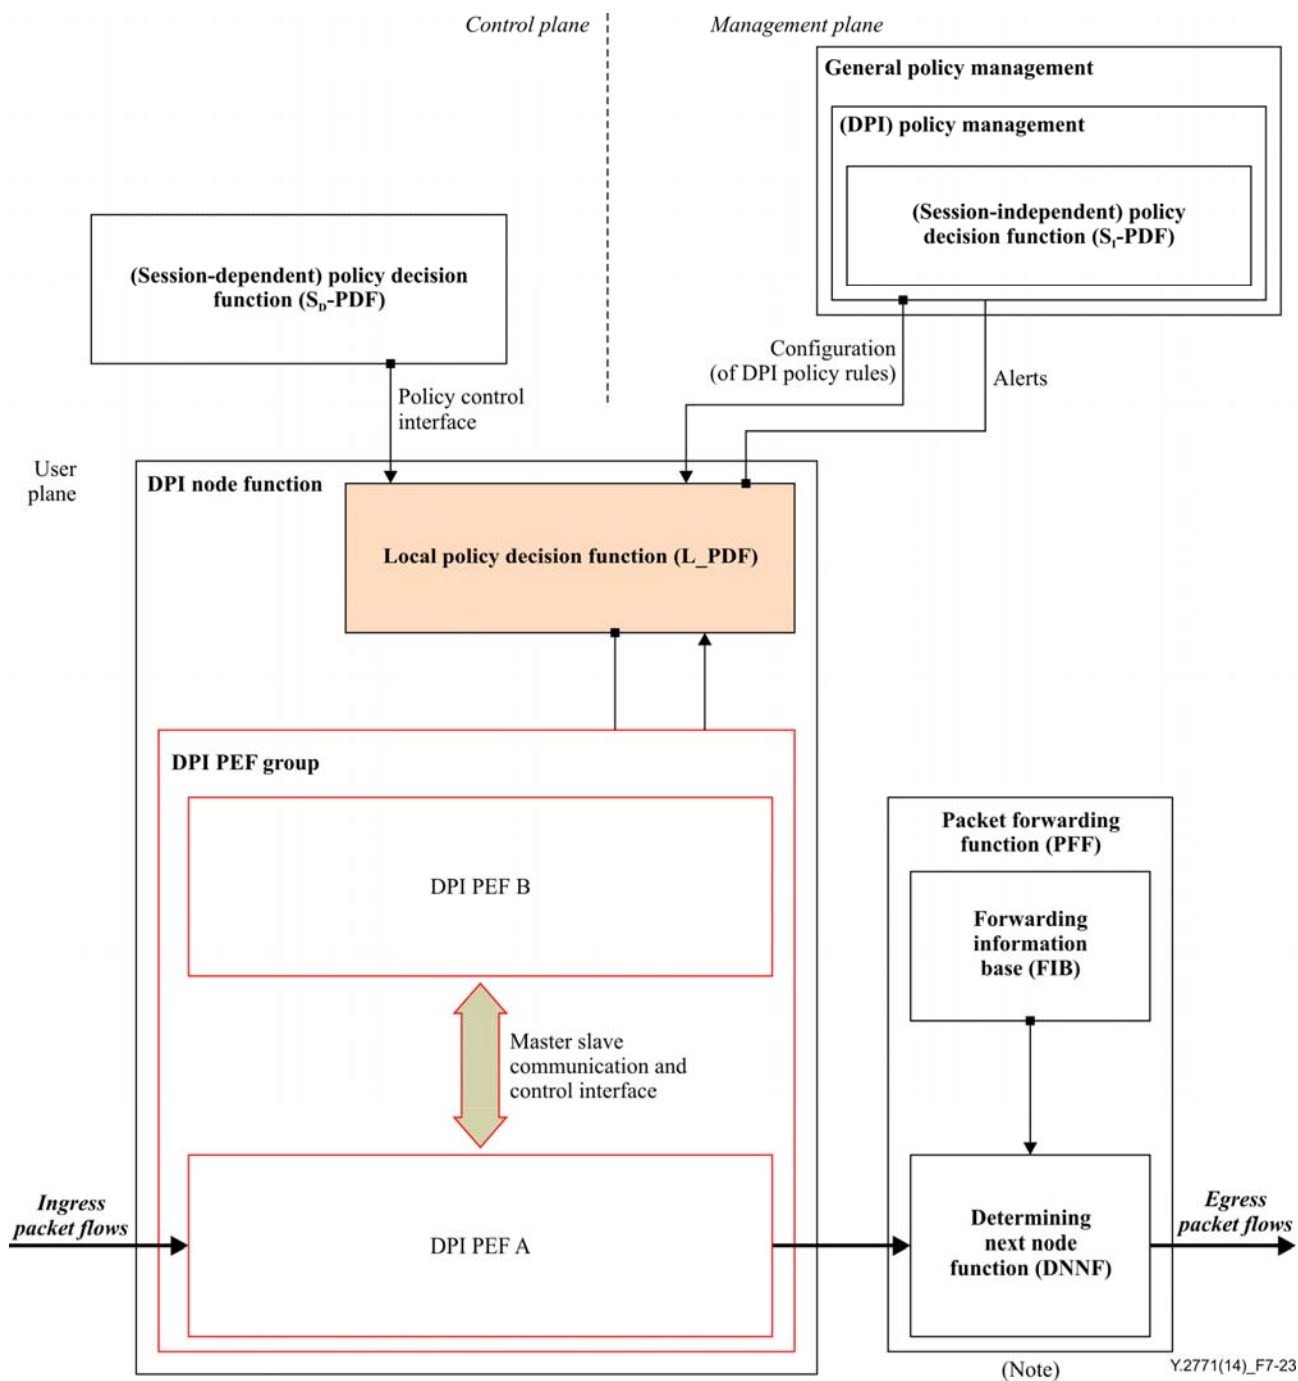 Control plane
Management plane
General policy management
(DPI) policy management
(Session-independent) policy
decision function (SI-PDF)
(Session-dependent) policy decision
function (SD-PDF)
Configuration
(of DPI policy rules)
Alerts
Policy control
interface
User
plane
DPI node function
Local policy decision function (L_PDF)
DPI PEF group
DPI PEF B
Packet forwarding
function (PFF)
Forwarding
information
base (FIB)
Master slave
communication and
control interface
Ingress
packet flows
DPI PEF A
Determining
next node
function (DNNF)
Egress
packet flows
(Note)
Y.2771(14)_F7-23